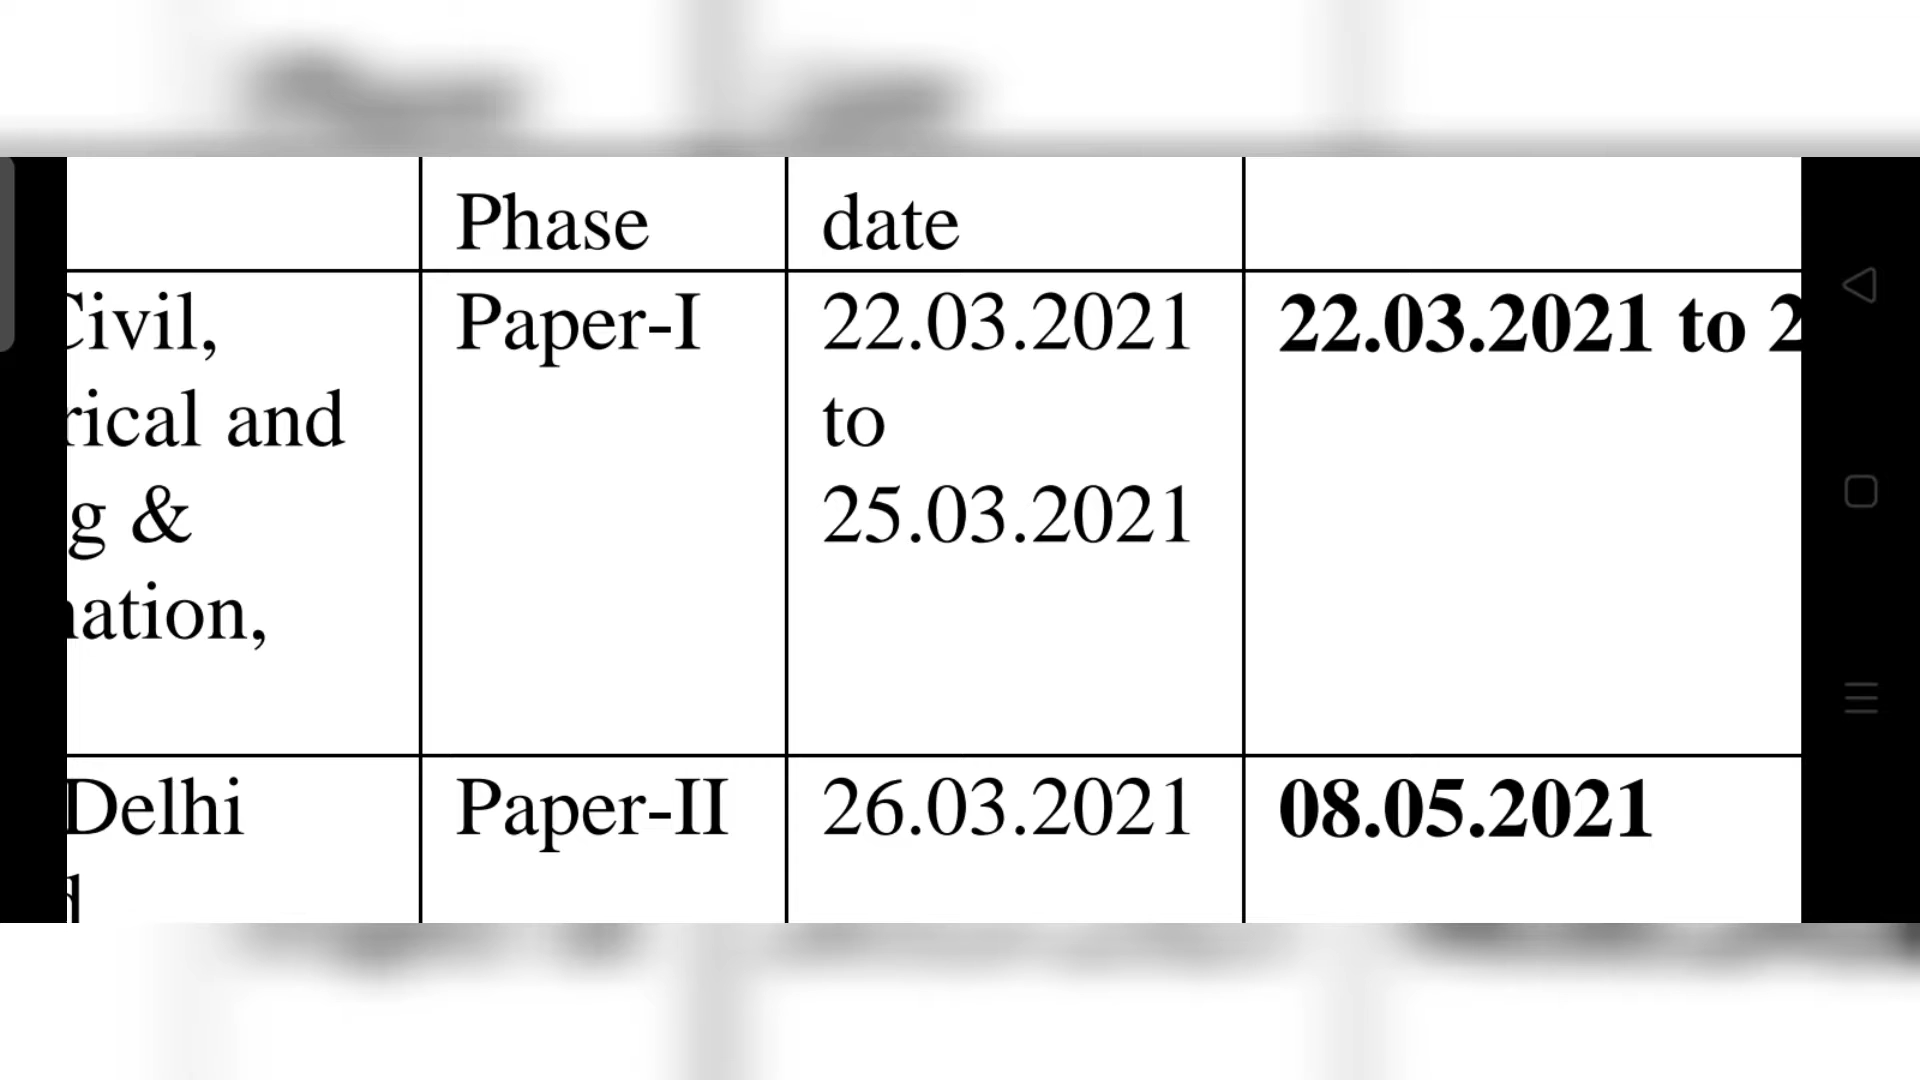 Phase date
Civil, Paper-I 22.03.2021 22.03.2021 to 2
rical and to
g & 25.03.2021
ation,
Delhi Paper-II 26.03.2021 08.05.2021
d